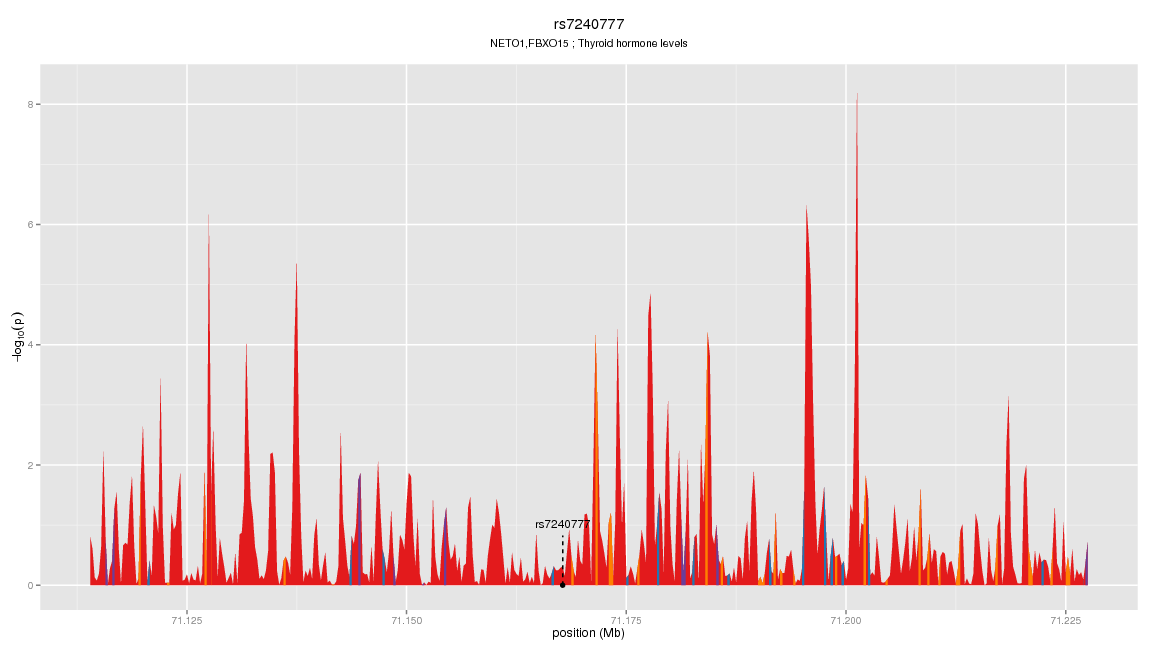 rs7240777
NETO1,FBXO15 ; Thyroid hormone levels
8
6
4
2
0
−log10(p)
rs7240777
71.125
71.150
71.175
71.200
71.225
position (Mb)